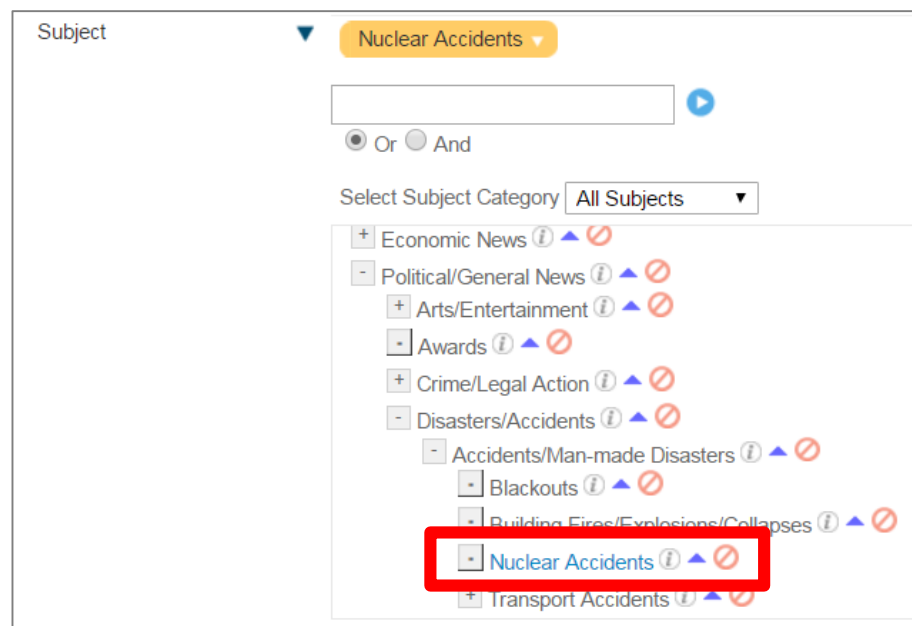 Subject
Nuclear Accidents
Or And
Select Subject Category All Subjects
+ Economic News i
- Political/General News i
+ Arts/Entertainment i
- Awards i
+ Crime/Legal Action i
- Disasters/Accidents i
- Accidents/Man-made Disasters i
- Blackouts i
- Building Fires/Explosions/Collapses i
- Nuclear Accidents i
+ Transport Accidents i